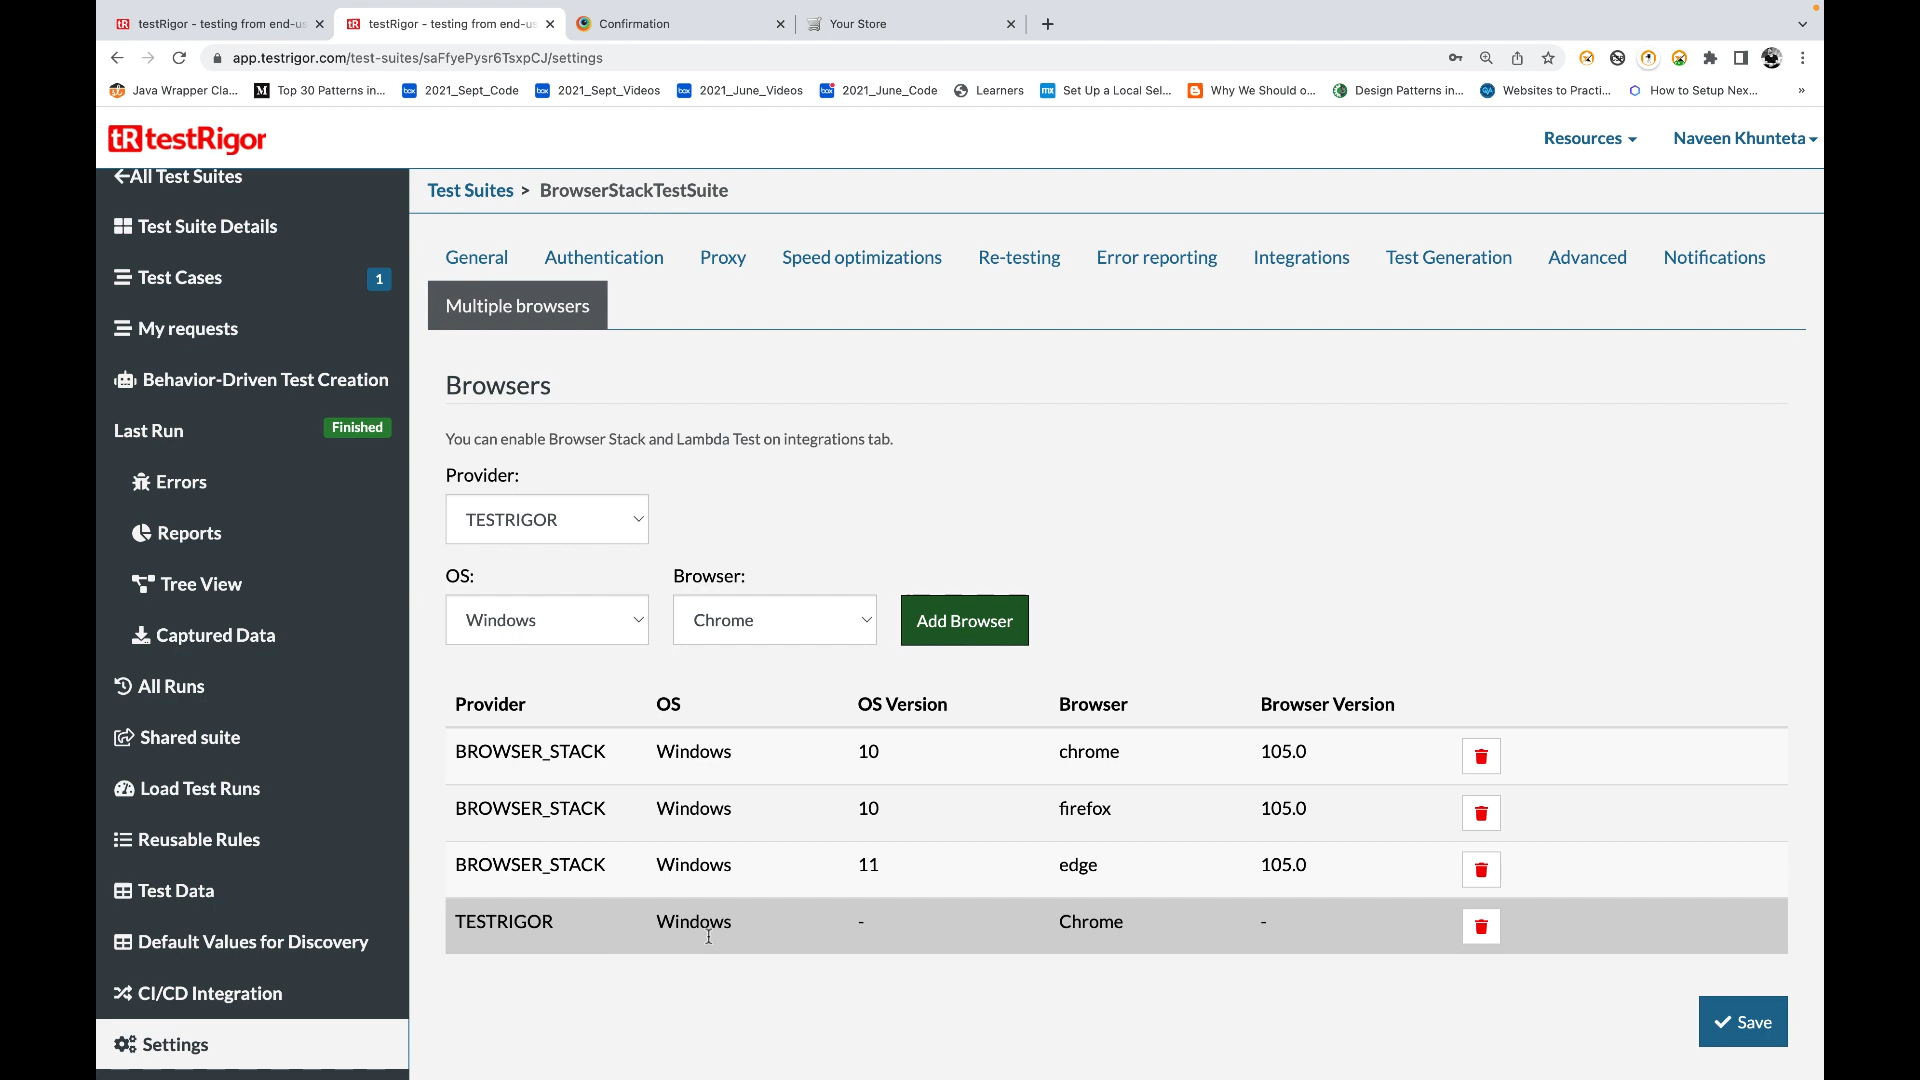 testRigor - testing from end-us
testRigor - testing from end-us
Confirmation
Your Store
app.testrigor.com/test-suites/saFfyePysr6TsxpCJ/settings
Java Wrapper Cla...
Top 30 Patterns in...
2021_Sept_Code
2021_Sept_Videos
2021_June_Videos
2021_June_Code
Learners
Set Up a Local Sel...
Why We Should o...
Design Patterns in...
Websites to Practi...
How to Setup Nex...
»
tR testRigor
Resources
Naveen Khunteta
All Test Suites
Test Suite Details
Test Cases 1
My requests
Behavior-Driven Test Creation
Last Run Finished
Errors
Reports
Tree View
Captured Data
All Runs
Shared suite
Load Test Runs
Reusable Rules
Test Data
Default Values for Discovery
CI/CD Integration
Settings
Test Suites > BrowserStackTestSuite
General Authentication Proxy Speed optimizations Re-testing Error reporting Integrations Test Generation Advanced Notifications
Multiple browsers
Browsers
You can enable Browser Stack and Lambda Test on integrations tab.
Provider:
TESTRIGOR
OS: Browser:
Windows Chrome Add Browser
Provider OS OS Version Browser Browser Version
BROWSER_STACK Windows 10 chrome 105.0
BROWSER_STACK Windows 10 firefox 105.0
BROWSER_STACK Windows 11 edge 105.0
TESTRIGOR Windows - Chrome -
Save